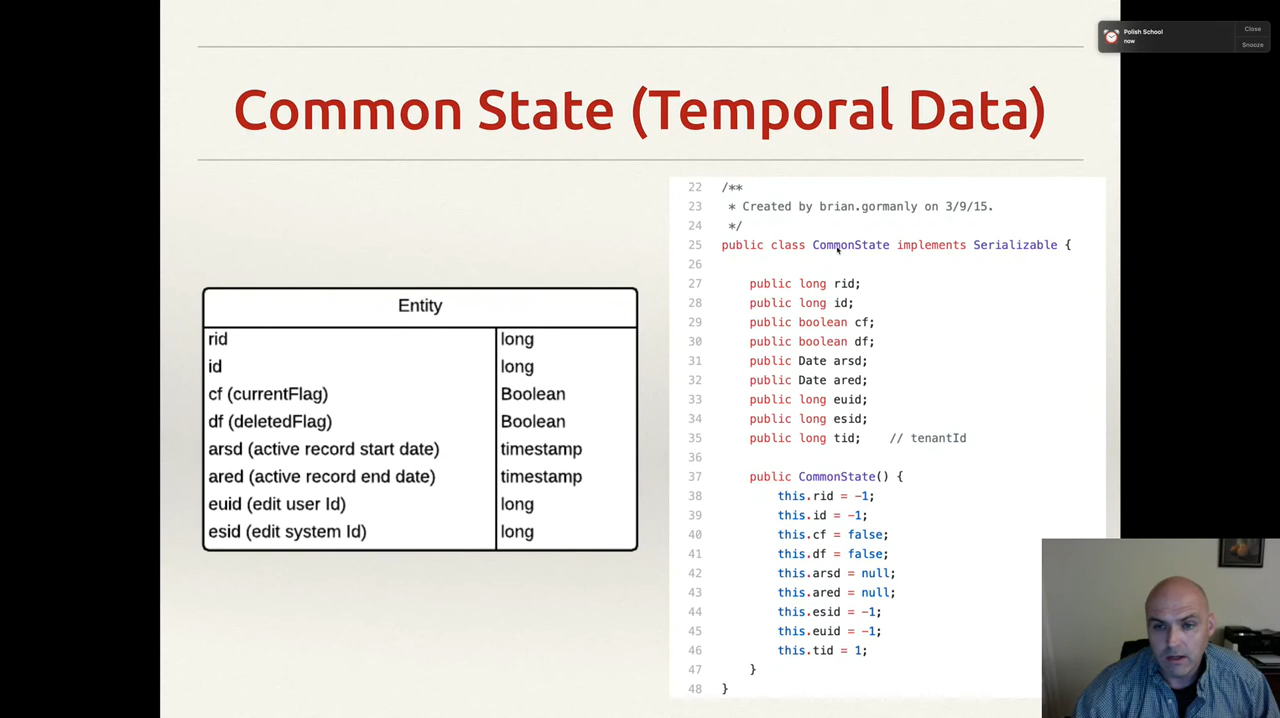 Polish School
now
Close
Snooze
Common State (Temporal Data)
Entity
rid long
id long
cf (currentFlag) Boolean
df (deletedFlag) Boolean
arsd (active record start date) timestamp
ared (active record end date) timestamp
euid (edit user Id) long
esid (edit system Id) long
22 /**
23 * Created by brian.gormanly on 3/9/15.
24 */
25 public class CommonState implements Serializable {
26
27 public long rid;
28 public long id;
29 public boolean cf;
30 public boolean df;
31 public Date arsd;
32 public Date ared;
33 public long euid;
34 public long esid;
35 public long tid; // tenantId
36
37 public CommonState() {
38 this.rid = -1;
39 this.id = -1;
40 this.cf = false;
41 this.df = false;
42 this.arsd = null;
43 this.ared = null;
44 this.esid = -1;
45 this.euid = -1;
46 this.tid = 1;
47 }
48 }